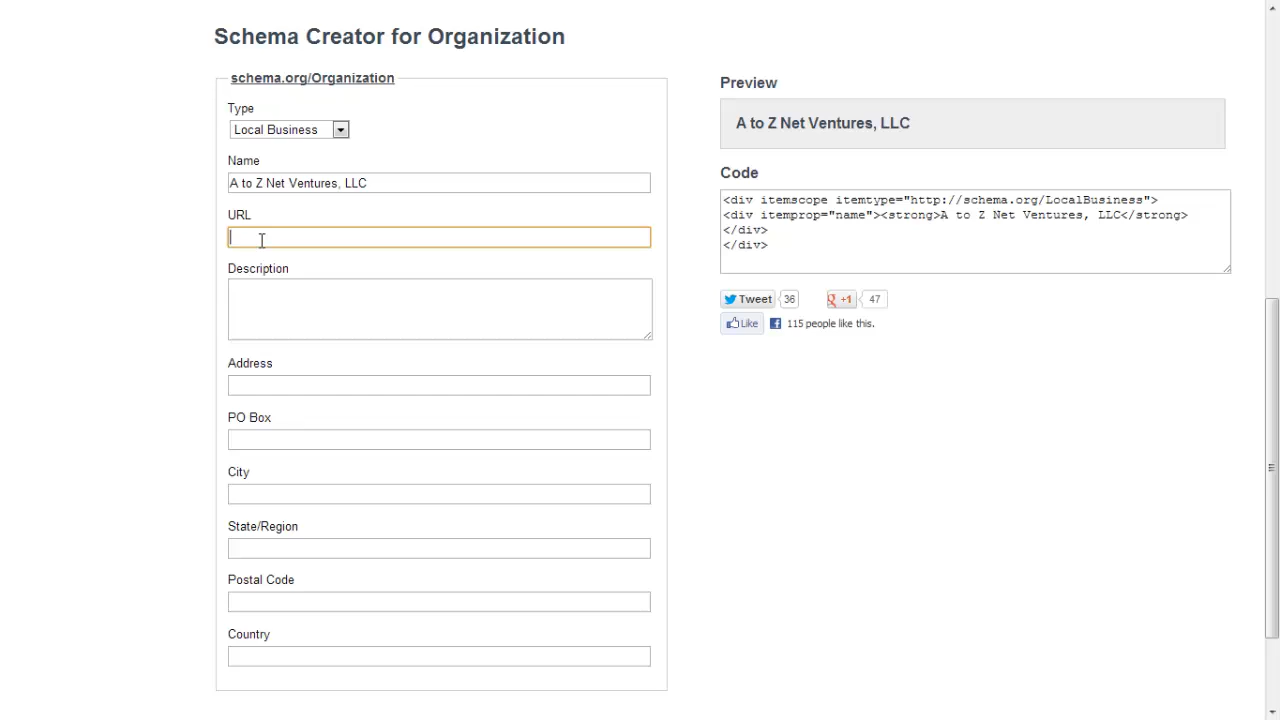 Schema Creator for Organization
schema.org/Organization
Type
Local Business
Name
A to Z Net Ventures, LLC
URL
Description
Address
PO Box
City
State/Region
Postal Code
Country
Preview
A to Z Net Ventures, LLC
Code
<div itemscope itemtype="http://schema.org/LocalBusiness">
<div itemprop="name"><strong>A to Z Net Ventures, LLC</strong>
</div>
</div>
Tweet 36 +1 47
Like 115 people like this.